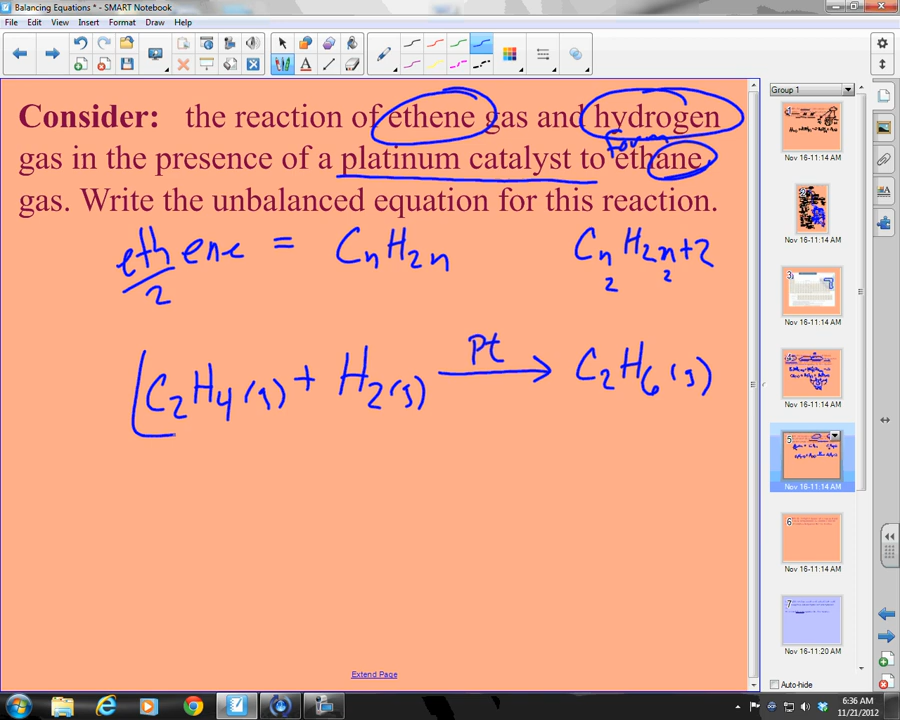 Balancing Equations * - SMART Notebook
File Edit View Insert Format Draw Help
Consider: the reaction of ethene gas and hydrogen
form
gas in the presence of a platinum catalyst to ethane
gas. Write the unbalanced equation for this reaction.
ethene = CnH2n CnH2n+2
2 2 2
Pt
C2H4(g) + H2(g) → C2H6(g)
Extend Page
Group 1
Nov 16-11:14 AM
Nov 16-11:14 AM
3
Nov 16-11:14 AM
Nov 16-11:14 AM
5
Nov 16-11:14 AM
6
Nov 16-11:14 AM
7
Nov 16-11:20 AM
Auto-hide
6:36 AM
11/21/2012